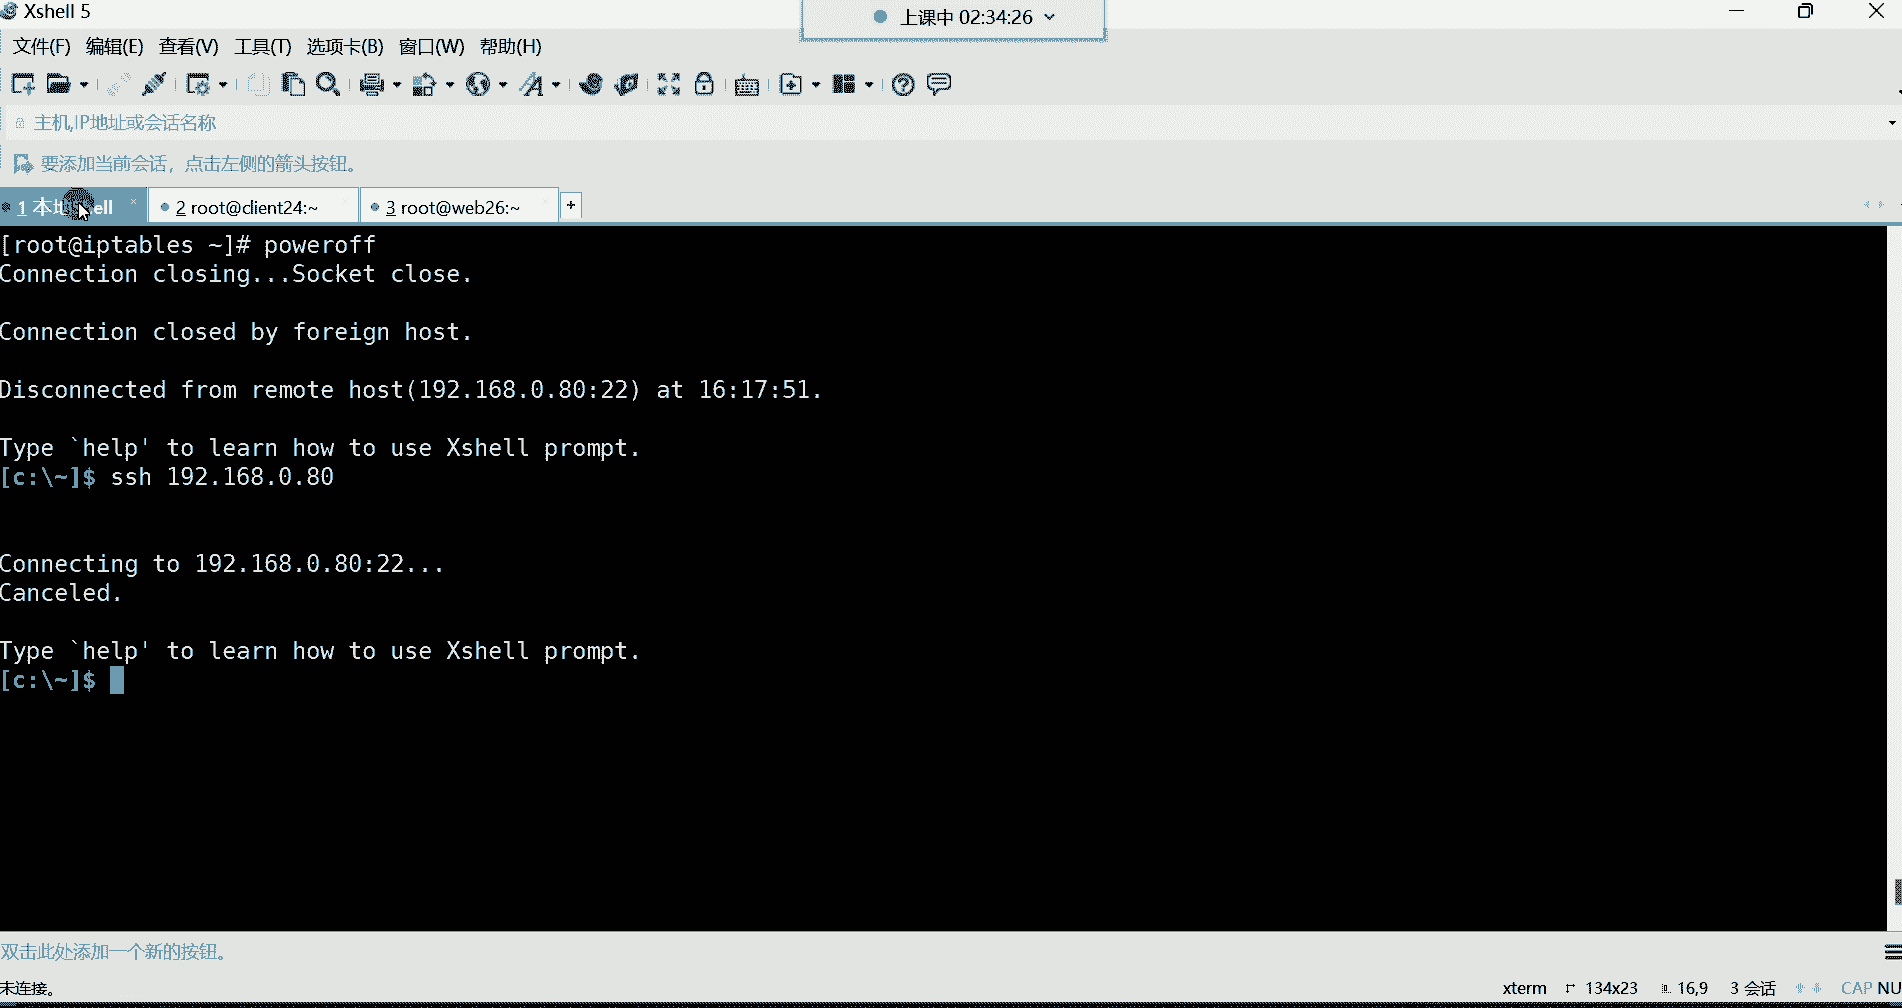 Xshell 5
上课中 02:34:26
文件(F) 编辑(E) 查看(V) 工具(T) 选项卡(B) 窗口(W) 帮助(H)
主机,IP地址或会话名称
要添加当前会话，点击左侧的箭头按钮。
1 本地 ell 2 root@client24:~ 3 root@web26:~ +
[root@iptables ~]# poweroff
Connection closing...Socket close.
Connection closed by foreign host.
Disconnected from remote host(192.168.0.80:22) at 16:17:51.
Type `help' to learn how to use Xshell prompt.
[c:\~]$ ssh 192.168.0.80
Connecting to 192.168.0.80:22...
Canceled.
Type `help' to learn how to use Xshell prompt.
[c:\~]$
双击此处添加一个新的按钮。
未连接。 xterm 134x23 16,9 3 会话 CAP NU